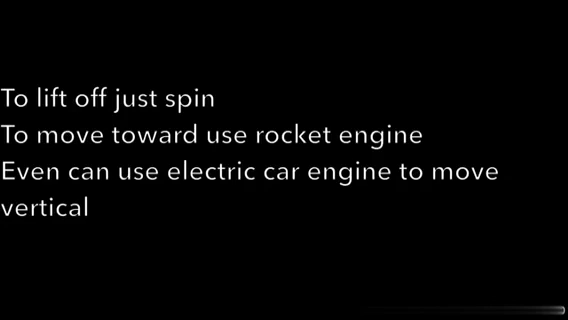 To lift off just spin
To move toward use rocket engine
Even can use electric car engine to move
vertical